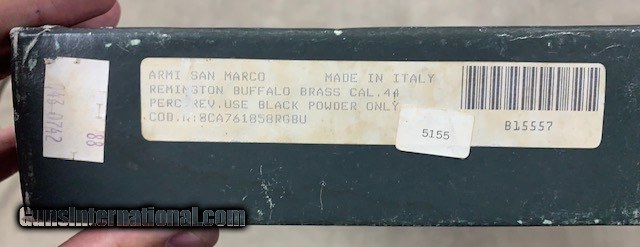 ARMI SAN MARCO MADE IN ITALY
REMINGTON BUFFALO BRASS CAL.44
PERC.REV.USE BLACK POWDER ONLY
COD.N:BCA76185BRGBU
5155
B15557
88
GunsInternational.com